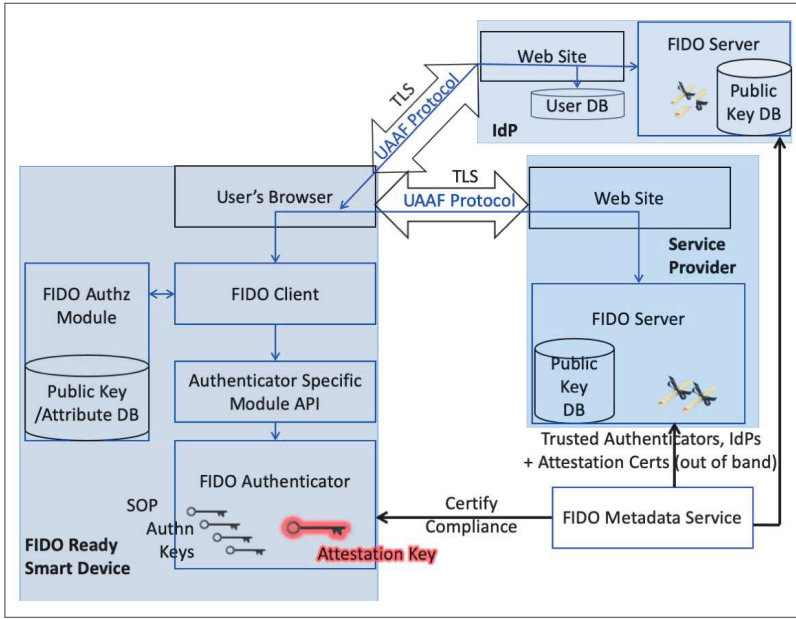 Web Site
User DB
IdP
FIDO Server
Public
Key DB
TLS
UAAF Protocol
User's Browser
TLS
UAAF Protocol
Web Site
Service
Provider
FIDO Authz
Module
FIDO Client
FIDO Server
Public
Key
DB
Public Key
/Attribute DB
Authenticator Specific
Module API
FIDO Authenticator
SOP
Authn
Keys
Attestation Key
FIDO Ready
Smart Device
Trusted Authenticators, IdPs
+ Attestation Certs (out of band)
Certify
Compliance
FIDO Metadata Service